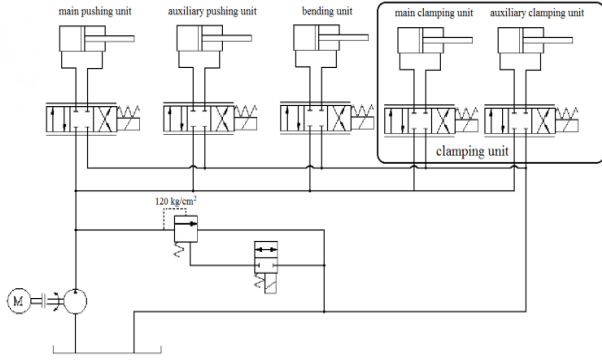 main pushing unit
auxiliary pushing unit
bending unit
main clamping unit
auxiliary clamping unit
clamping unit
120 kg/cm²
M